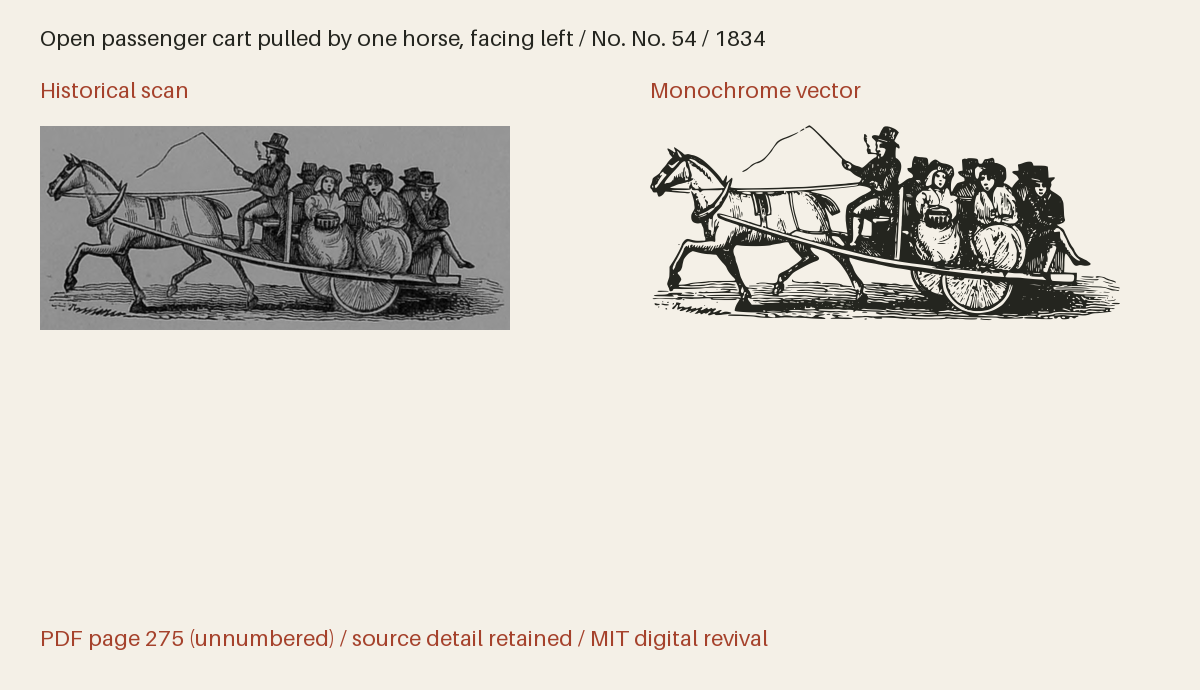 Open passenger cart pulled by one horse, facing left / No. No. 54 / 1834
Historical scan
Monochrome vector
PDF page 275 (unnumbered) / source detail retained / MIT digital revival